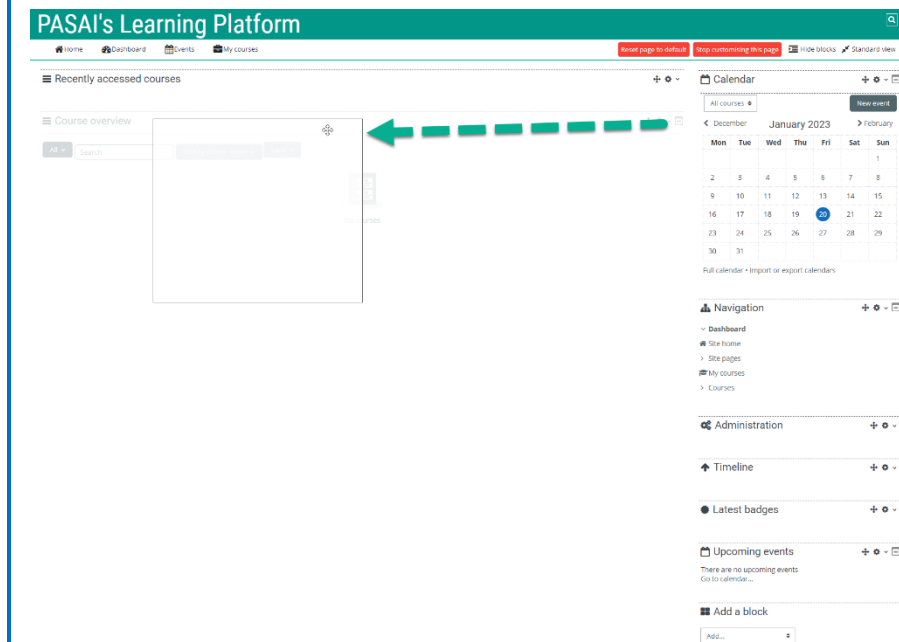 PASAI's Learning Platform
Home Dashboard Events My courses
Reset page to default Stop customising this page Hide blocks Standard view
Recently accessed courses
Course overview
All Search
courses
Calendar
All courses New event
December January 2023 February
Mon Tue Wed Thu Fri Sat Sun
1
2 3 4 5 6 7 8
9 10 11 12 13 14 15
16 17 18 19 20 21 22
23 24 25 26 27 28 29
30 31
Full calendar • Import or export calendars
Navigation
Dashboard
Site home
Site pages
My courses
Courses
Administration
Timeline
Latest badges
Upcoming events
There are no upcoming events
Go to calendar...
Add a block
Add...